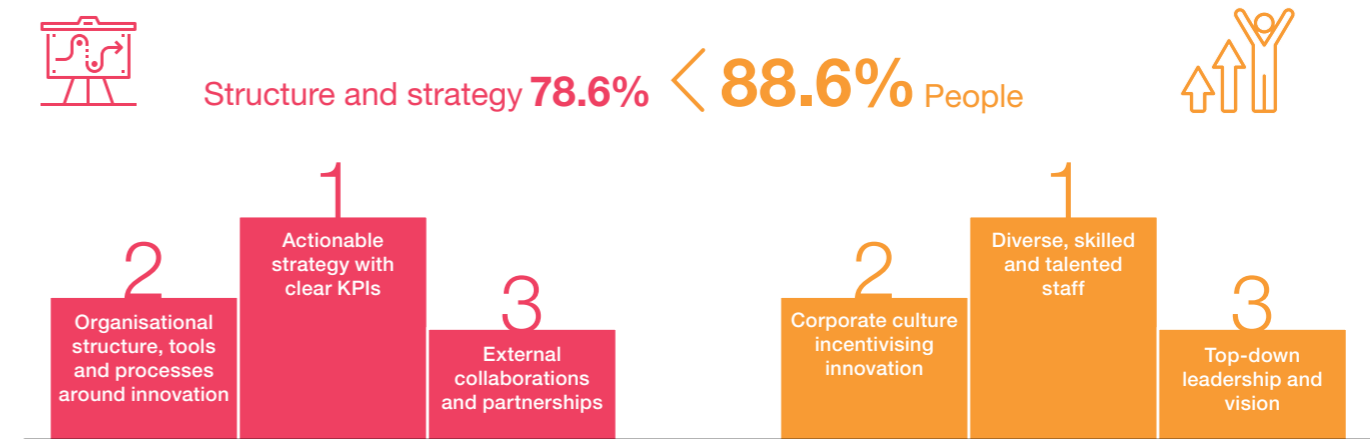 Structure and strategy 78.6% < 88.6% People
1
Actionable
strategy with
clear KPIs
2
Organisational
structure, tools
and processes
around innovation
3
External
collaborations
and partnerships
1
Diverse, skilled
and talented
staff
2
Corporate culture
incentivising
innovation
3
Top-down
leadership and
vision